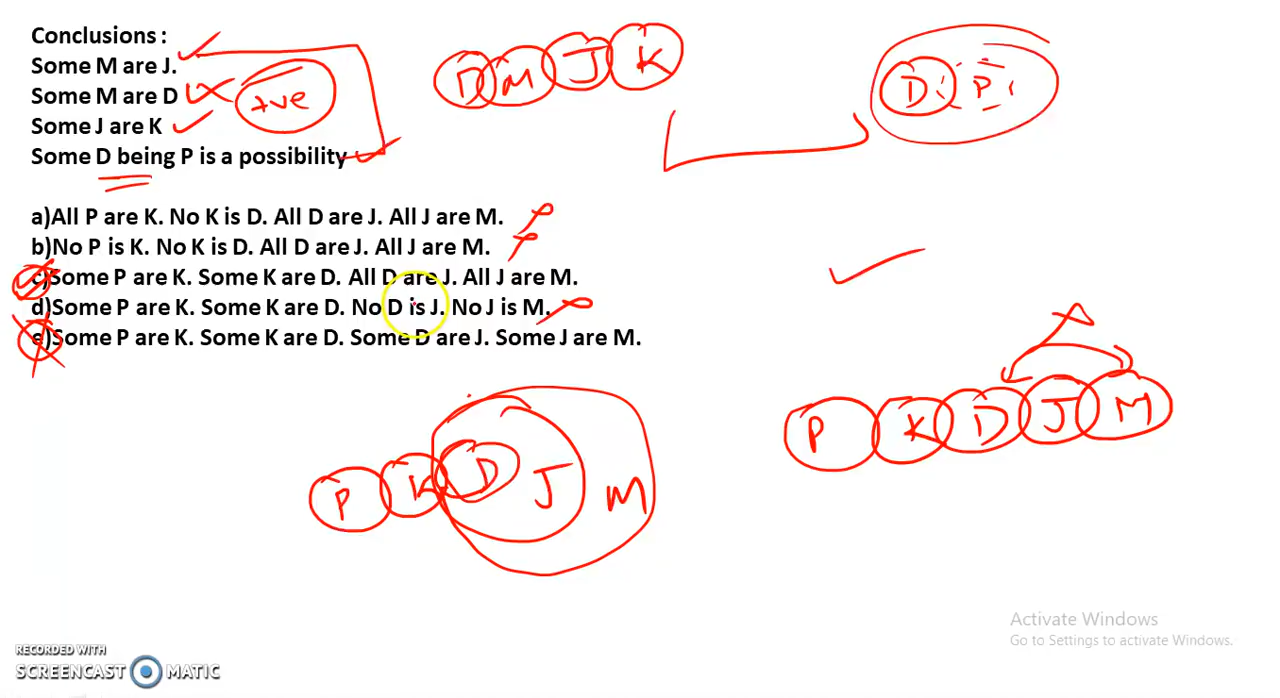 Conclusions :
Some M are J.
Some M are D
Some J are K
Some D being P is a possibility
+ve
D M J K
D P
a)All P are K. No K is D. All D are J. All J are M.
b)No P is K. No K is D. All D are J. All J are M.
c)Some P are K. Some K are D. All D are J. All J are M.
d)Some P are K. Some K are D. No D is J. No J is M.
e)Some P are K. Some K are D. Some D are J. Some J are M.
P K D J M
P K D J M
Activate Windows
Go to Settings to activate Windows.
RECORDED WITH
SCREENCAST MATIC